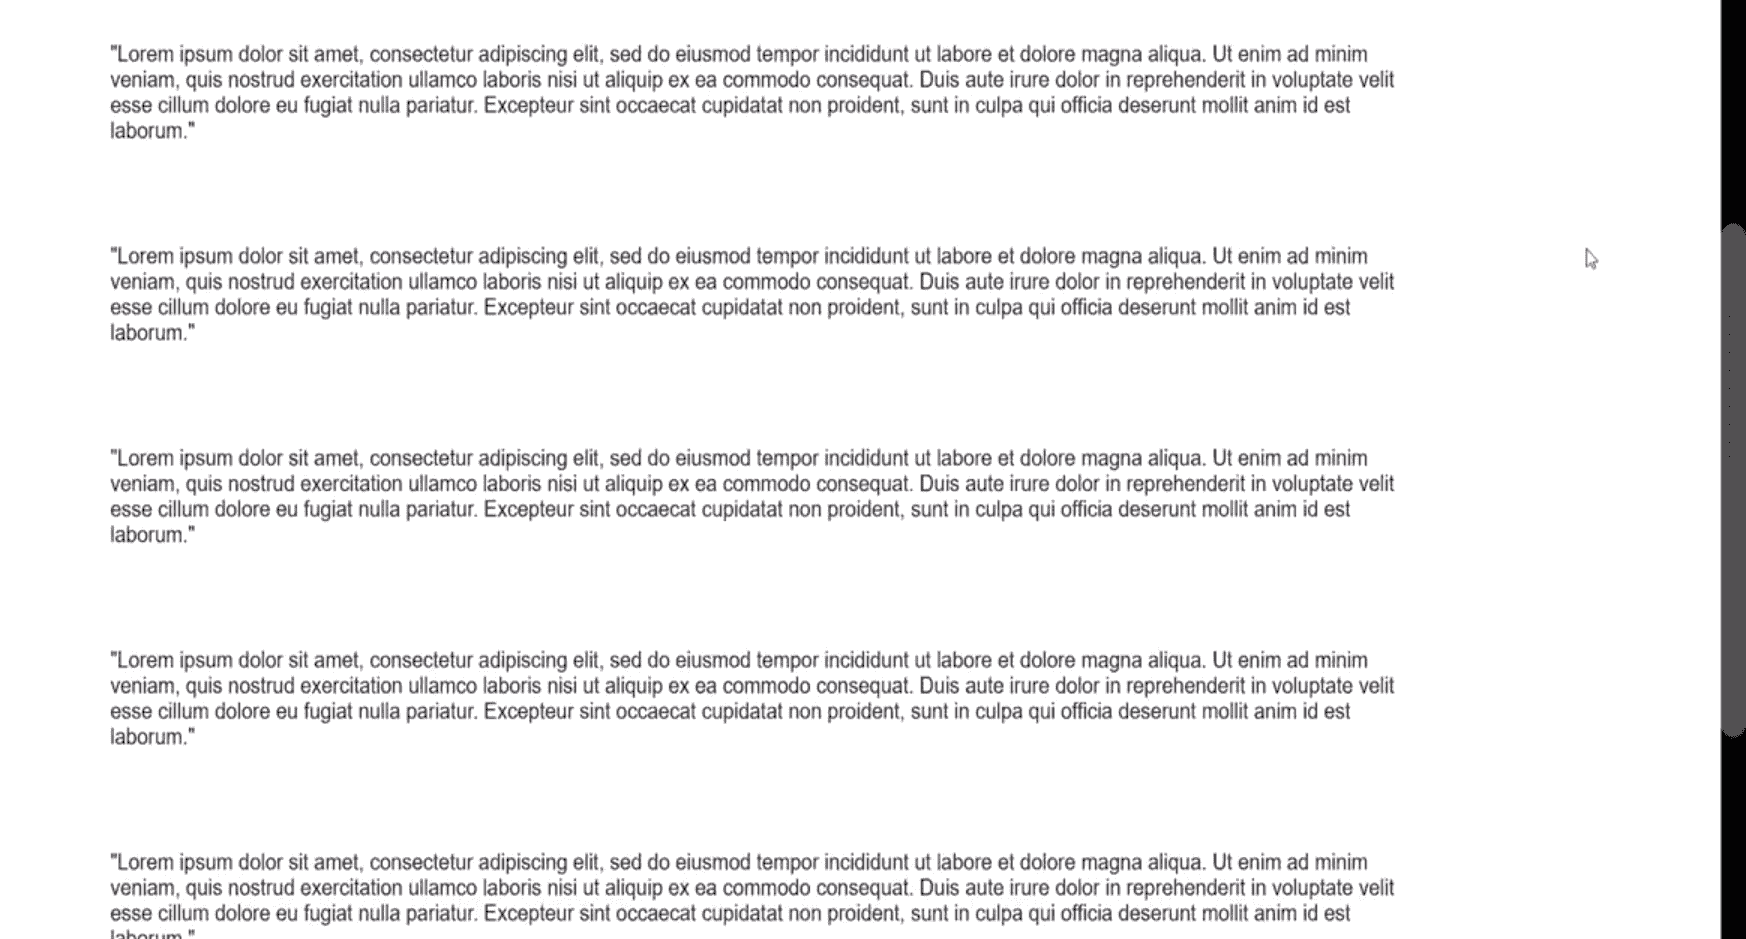 "Lorem ipsum dolor sit amet, consectetur adipiscing elit, sed do eiusmod tempor incididunt ut labore et dolore magna aliqua. Ut enim ad minim
veniam, quis nostrud exercitation ullamco laboris nisi ut aliquip ex ea commodo consequat. Duis aute irure dolor in reprehenderit in voluptate velit
esse cillum dolore eu fugiat nulla pariatur. Excepteur sint occaecat cupidatat non proident, sunt in culpa qui officia deserunt mollit anim id est
laborum."
"Lorem ipsum dolor sit amet, consectetur adipiscing elit, sed do eiusmod tempor incididunt ut labore et dolore magna aliqua. Ut enim ad minim
veniam, quis nostrud exercitation ullamco laboris nisi ut aliquip ex ea commodo consequat. Duis aute irure dolor in reprehenderit in voluptate velit
esse cillum dolore eu fugiat nulla pariatur. Excepteur sint occaecat cupidatat non proident, sunt in culpa qui officia deserunt mollit anim id est
laborum."
"Lorem ipsum dolor sit amet, consectetur adipiscing elit, sed do eiusmod tempor incididunt ut labore et dolore magna aliqua. Ut enim ad minim
veniam, quis nostrud exercitation ullamco laboris nisi ut aliquip ex ea commodo consequat. Duis aute irure dolor in reprehenderit in voluptate velit
esse cillum dolore eu fugiat nulla pariatur. Excepteur sint occaecat cupidatat non proident, sunt in culpa qui officia deserunt mollit anim id est
laborum."
"Lorem ipsum dolor sit amet, consectetur adipiscing elit, sed do eiusmod tempor incididunt ut labore et dolore magna aliqua. Ut enim ad minim
veniam, quis nostrud exercitation ullamco laboris nisi ut aliquip ex ea commodo consequat. Duis aute irure dolor in reprehenderit in voluptate velit
esse cillum dolore eu fugiat nulla pariatur. Excepteur sint occaecat cupidatat non proident, sunt in culpa qui officia deserunt mollit anim id est
laborum."
"Lorem ipsum dolor sit amet, consectetur adipiscing elit, sed do eiusmod tempor incididunt ut labore et dolore magna aliqua. Ut enim ad minim
veniam, quis nostrud exercitation ullamco laboris nisi ut aliquip ex ea commodo consequat. Duis aute irure dolor in reprehenderit in voluptate velit
esse cillum dolore eu fugiat nulla pariatur. Excepteur sint occaecat cupidatat non proident, sunt in culpa qui officia deserunt mollit anim id est
laborum."